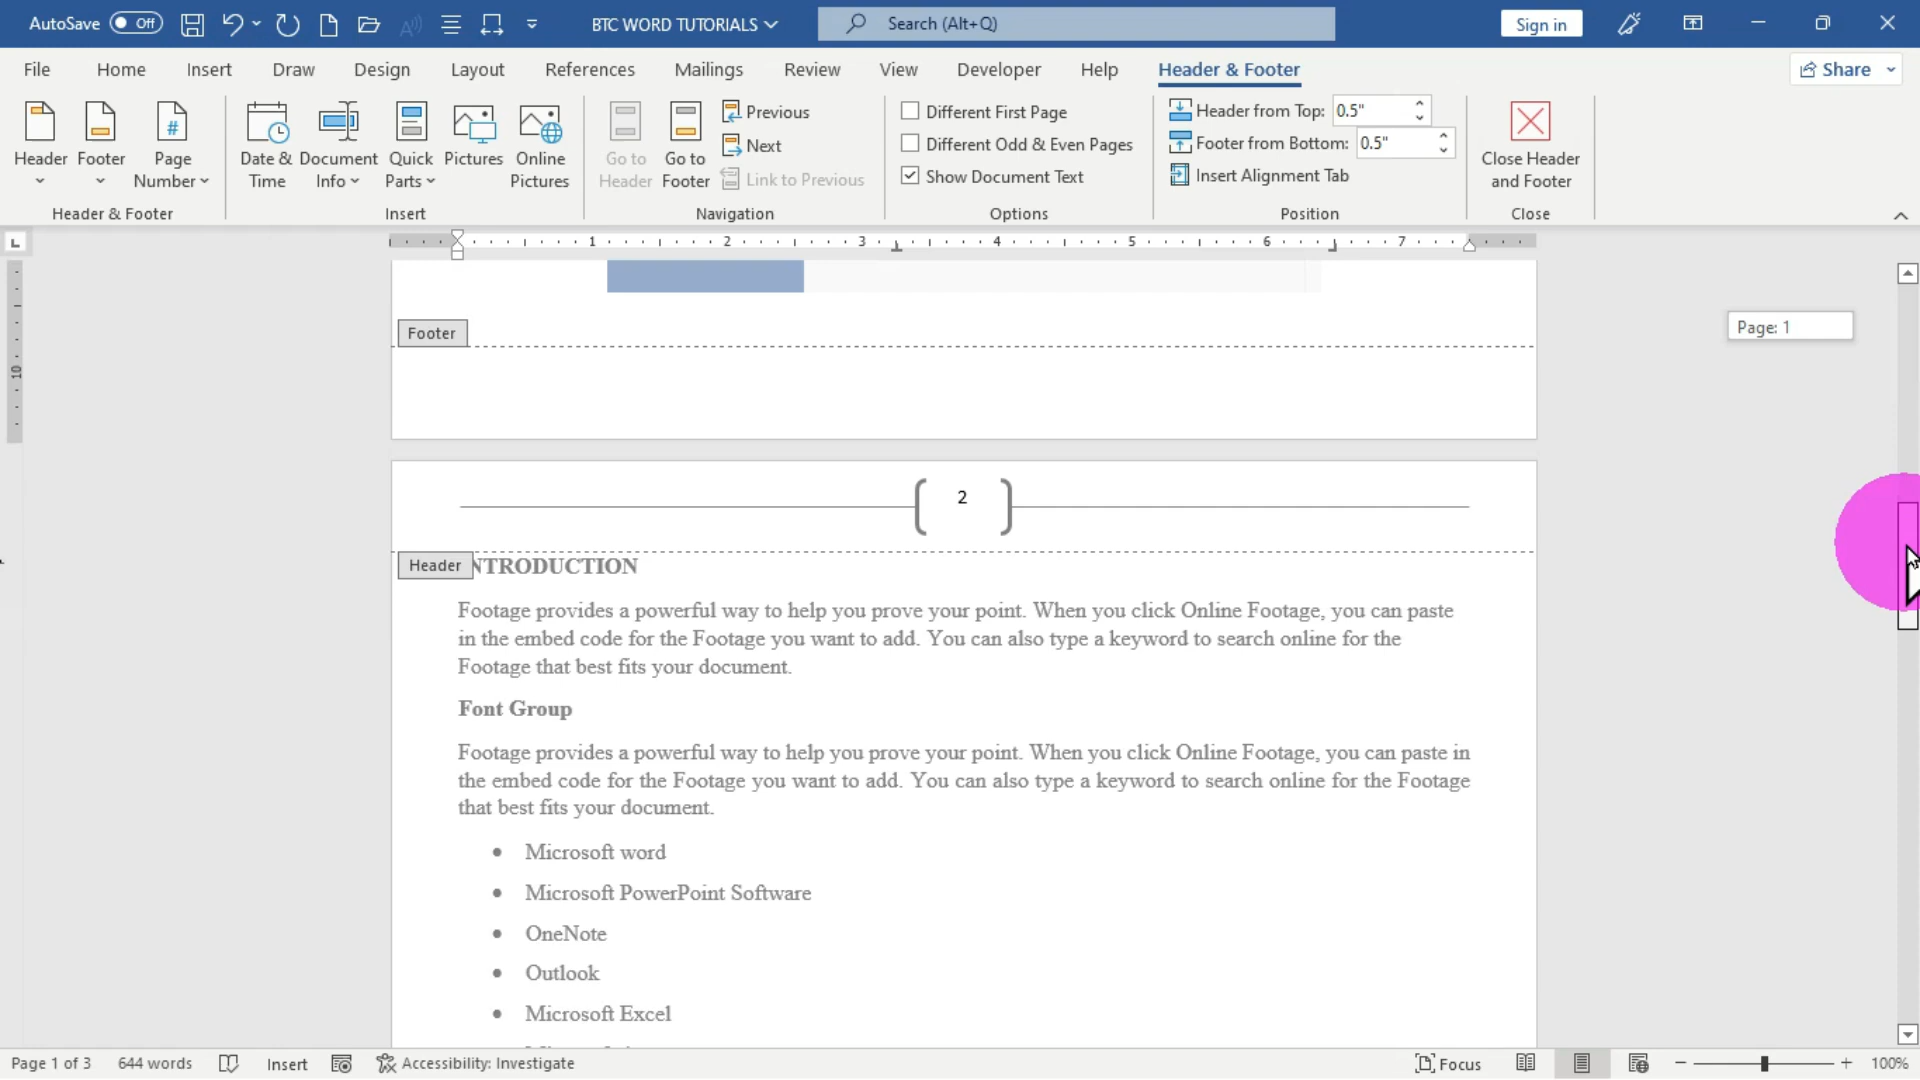 AutoSave Off BTC WORD TUTORIALS Search (Alt+Q) Sign in
File Home Insert Draw Design Layout References Mailings Review View Developer Help Header & Footer Share
Header
Footer
Page Number
Header & Footer
Date & Time
Document Info
Quick Parts
Pictures
Online Pictures
Insert
Go to Header
Go to Footer
Previous
Next
Link to Previous
Navigation
Different First Page
Different Odd & Even Pages
Show Document Text
Options
Header from Top: 0.5"
Footer from Bottom: 0.5"
Insert Alignment Tab
Position
Close Header and Footer
Close
1 2 3 4 5 6 7
10
Footer
Page: 1
2
Header
NTRODUCTION
Footage provides a powerful way to help you prove your point. When you click Online Footage, you can paste
in the embed code for the Footage you want to add. You can also type a keyword to search online for the
Footage that best fits your document.
Font Group
Footage provides a powerful way to help you prove your point. When you click Online Footage, you can paste in
the embed code for the Footage you want to add. You can also type a keyword to search online for the Footage
that best fits your document.
• Microsoft word
• Microsoft PowerPoint Software
• OneNote
• Outlook
• Microsoft Excel
Page 1 of 3 644 words Insert Accessibility: Investigate Focus 100%